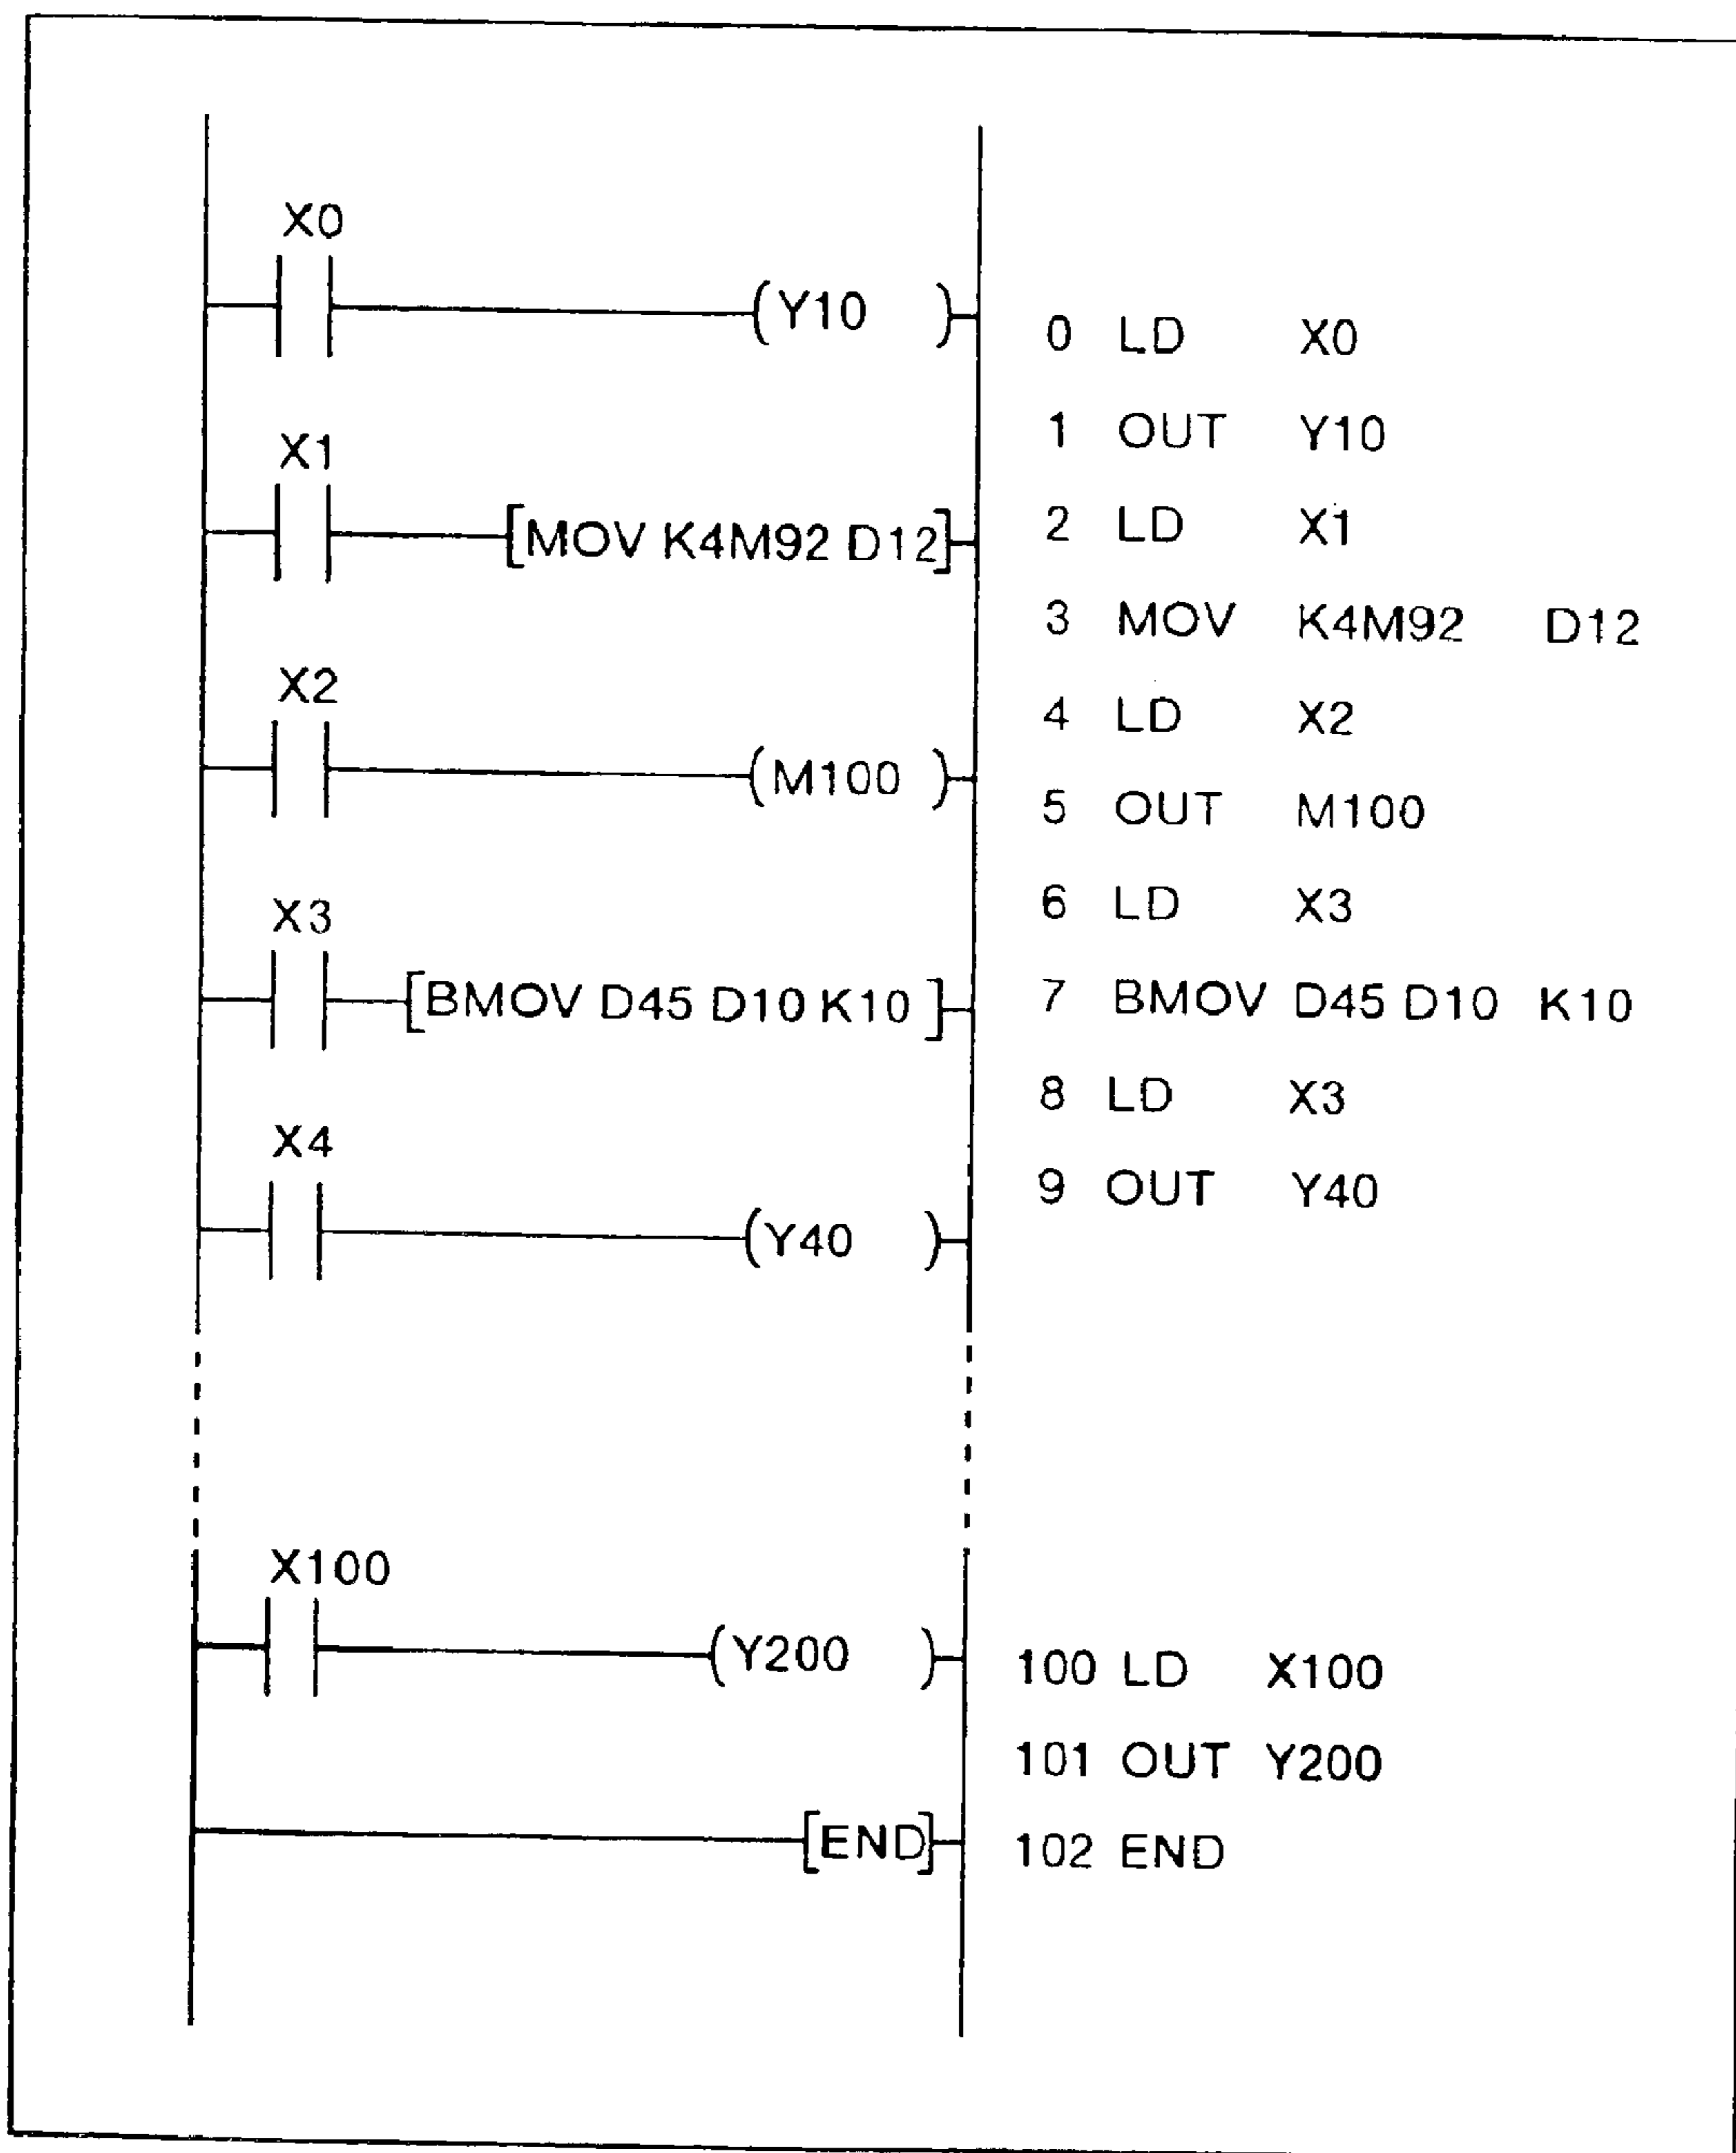 X0
(Y10 )
X1
[MOV K4M92 D12]
X2
(M100 )
X3
[BMOV D45 D10 K10 ]
X4
(Y40 )
X100
(Y200 )
[END]
0 LD X0
1 OUT Y10
2 LD X1
3 MOV K4M92 D12
4 LD X2
5 OUT M100
6 LD X3
7 BMOV D45 D10 K10
8 LD X3
9 OUT Y40
100 LD X100
101 OUT Y200
102 END